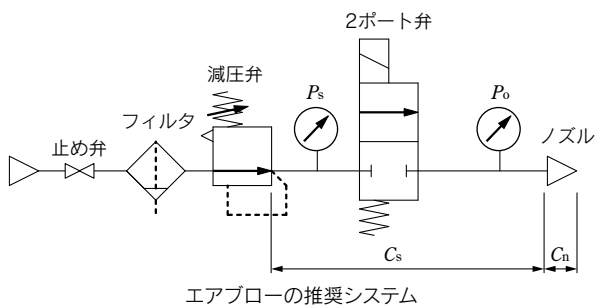 2ポート弁
減圧弁
Ps
Po
フィルタ
ノズル
止め弁
Cs
Cn
エアブローの推奨システム